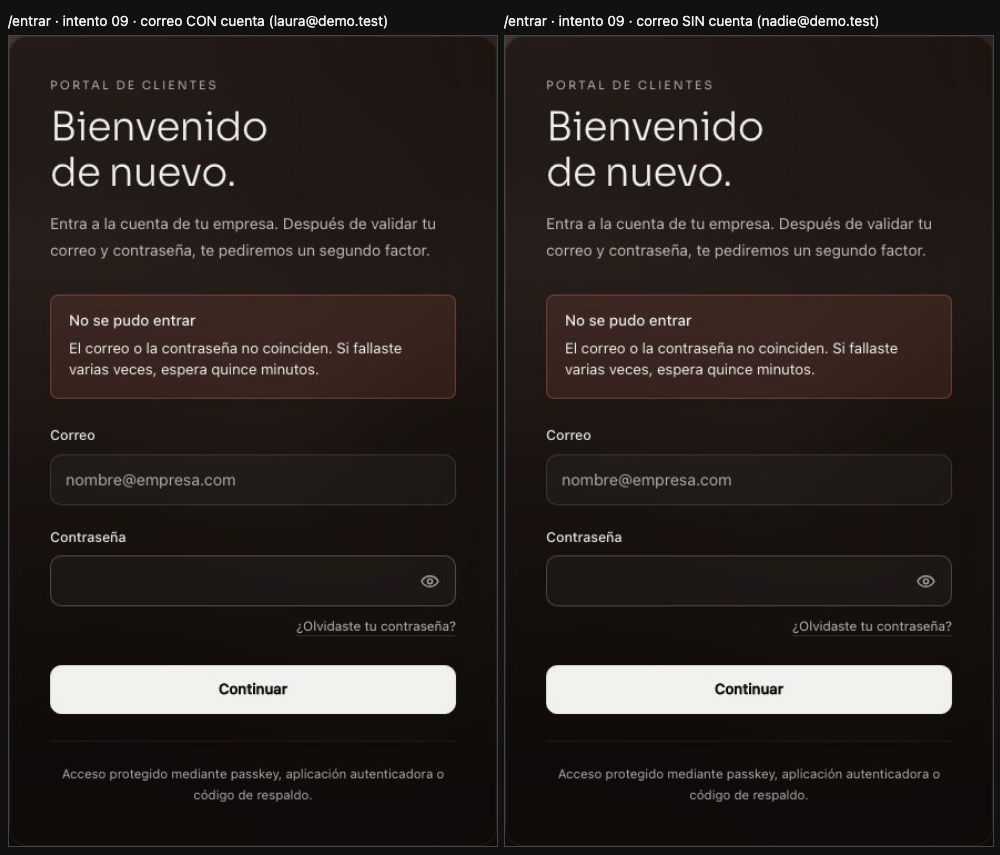 /entrar · intento 09 · correo CON cuenta (laura@demo.test)
PORTAL DE CLIENTES
Bienvenido
de nuevo.
Entra a la cuenta de tu empresa. Después de validar tu
correo y contraseña, te pediremos un segundo factor.
No se pudo entrar
El correo o la contraseña no coinciden. Si fallaste
varias veces, espera quince minutos.
Correo
nombre@empresa.com
Contraseña
¿Olvidaste tu contraseña?
Continuar
Acceso protegido mediante passkey, aplicación autenticadora o
código de respaldo.
/entrar · intento 09 · correo SIN cuenta (nadie@demo.test)
PORTAL DE CLIENTES
Bienvenido
de nuevo.
Entra a la cuenta de tu empresa. Después de validar tu
correo y contraseña, te pediremos un segundo factor.
No se pudo entrar
El correo o la contraseña no coinciden. Si fallaste
varias veces, espera quince minutos.
Correo
nombre@empresa.com
Contraseña
¿Olvidaste tu contraseña?
Continuar
Acceso protegido mediante passkey, aplicación autenticadora o
código de respaldo.